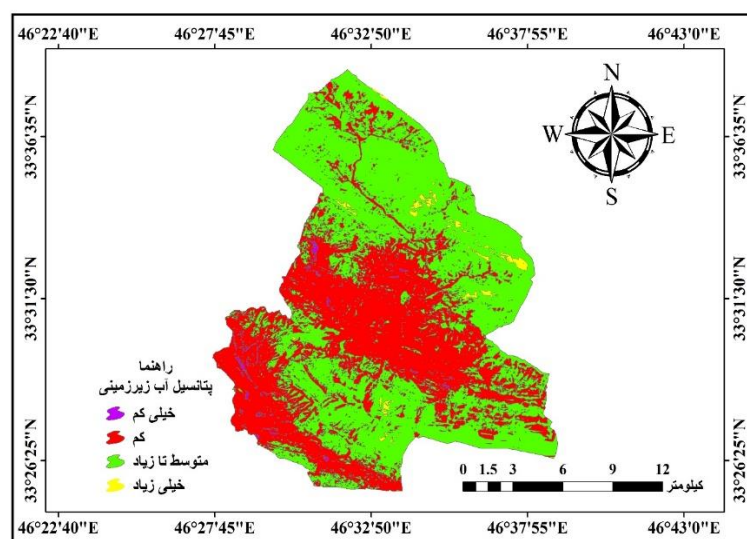 46°22'40"E 46°27'45"E 46°32'50"E 46°37'55"E 46°43'0"E
33°36'35"N 33°36'35"N
33°31'30"N 33°31'30"N
33°26'25"N 33°26'25"N
N
W E
S
راهنما
پتانسیل آب زیرزمینی
خیلی کم
کم
متوسط تا زیاد
خیلی زیاد
0 1.5 3 6 9 12
کیلومتر
46°22'40"E 46°27'45"E 46°32'50"E 46°37'55"E 46°43'0"E